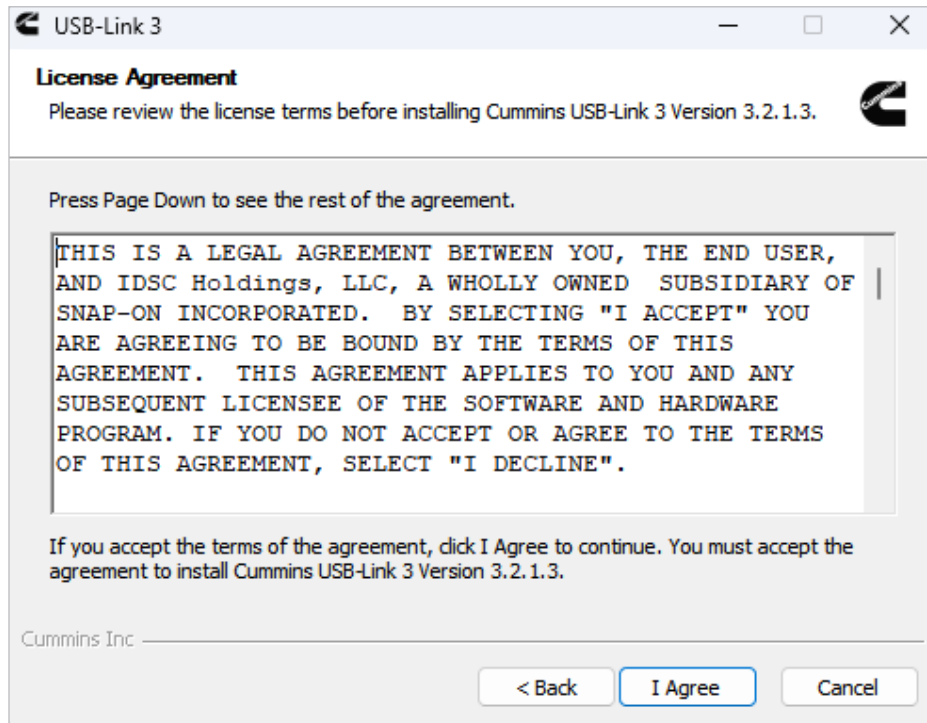 USB-Link 3
License Agreement
Please review the license terms before installing Cummins USB-Link 3 Version 3.2.1.3.
Cummins
Press Page Down to see the rest of the agreement.
THIS IS A LEGAL AGREEMENT BETWEEN YOU, THE END USER,
AND IDSC Holdings, LLC, A WHOLLY OWNED  SUBSIDIARY OF
SNAP-ON INCORPORATED.  BY SELECTING "I ACCEPT" YOU
ARE AGREEING TO BE BOUND BY THE TERMS OF THIS
AGREEMENT.  THIS AGREEMENT APPLIES TO YOU AND ANY
SUBSEQUENT LICENSEE OF THE SOFTWARE AND HARDWARE
PROGRAM. IF YOU DO NOT ACCEPT OR AGREE TO THE TERMS
OF THIS AGREEMENT, SELECT "I DECLINE".
If you accept the terms of the agreement, click I Agree to continue. You must accept the
agreement to install Cummins USB-Link 3 Version 3.2.1.3.
Cummins Inc
< Back
I Agree
Cancel